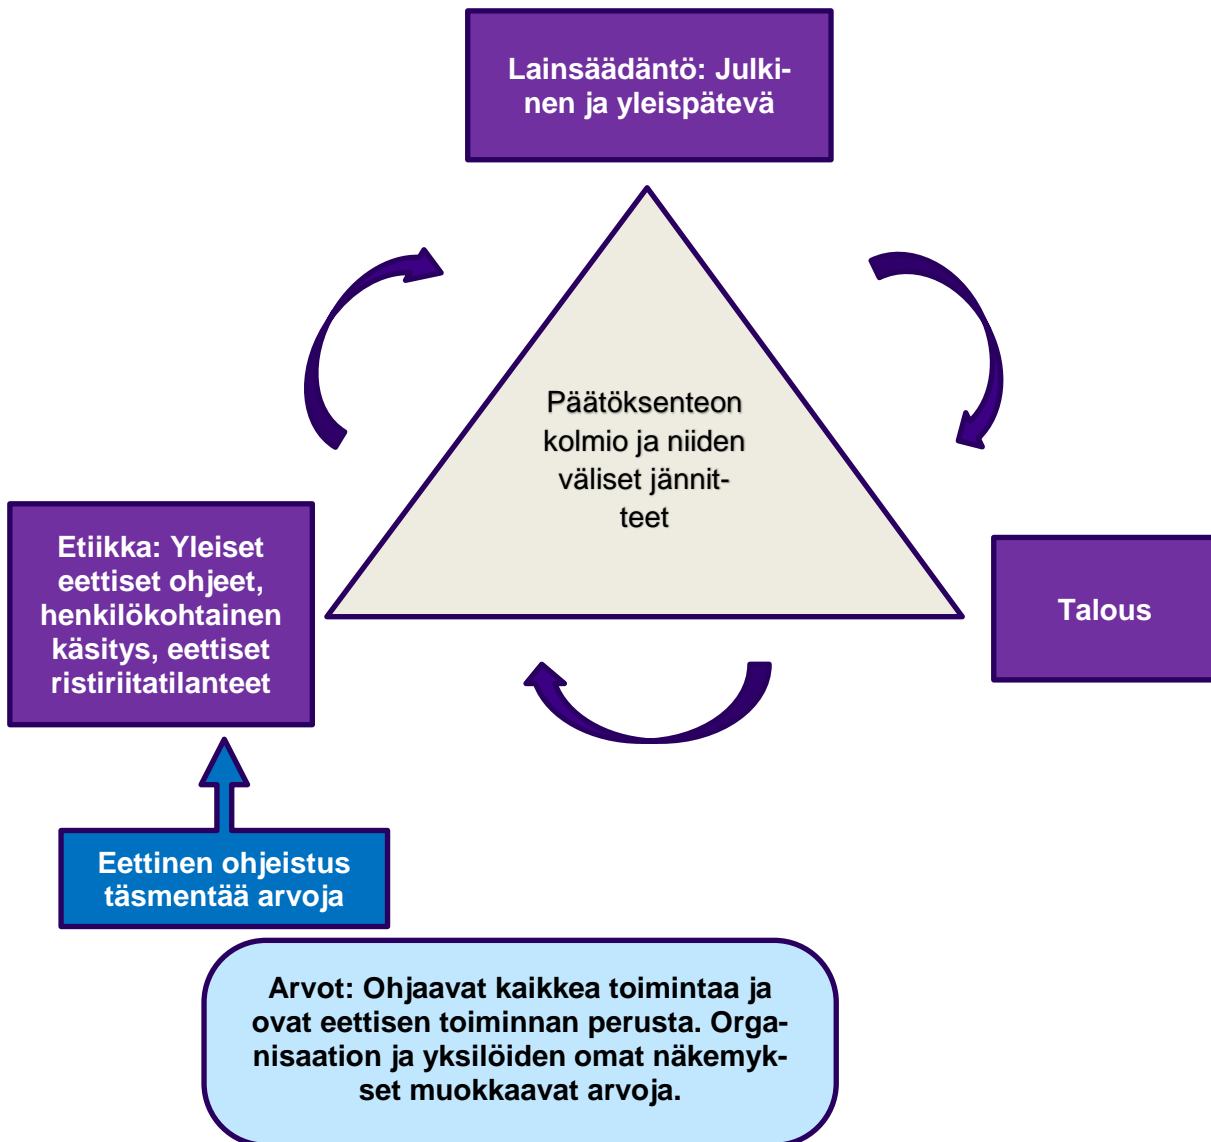 Lainsäädäntö: Julki-
nen ja yleispätevä
Päätöksenteon
kolmio ja niiden
väliset jännit-
teet
Etiikka: Yleiset
eettiset ohjeet,
henkilökohtainen
käsitys, eettiset
ristiriitatilanteet
Talous
Eettinen ohjeistus
täsmentää arvoja
Arvot: Ohjaavat kaikkea toimintaa ja
ovat eettisen toiminnan perusta. Orga-
nisaation ja yksilöiden omat näkemyk-
set muokkaavat arvoja.